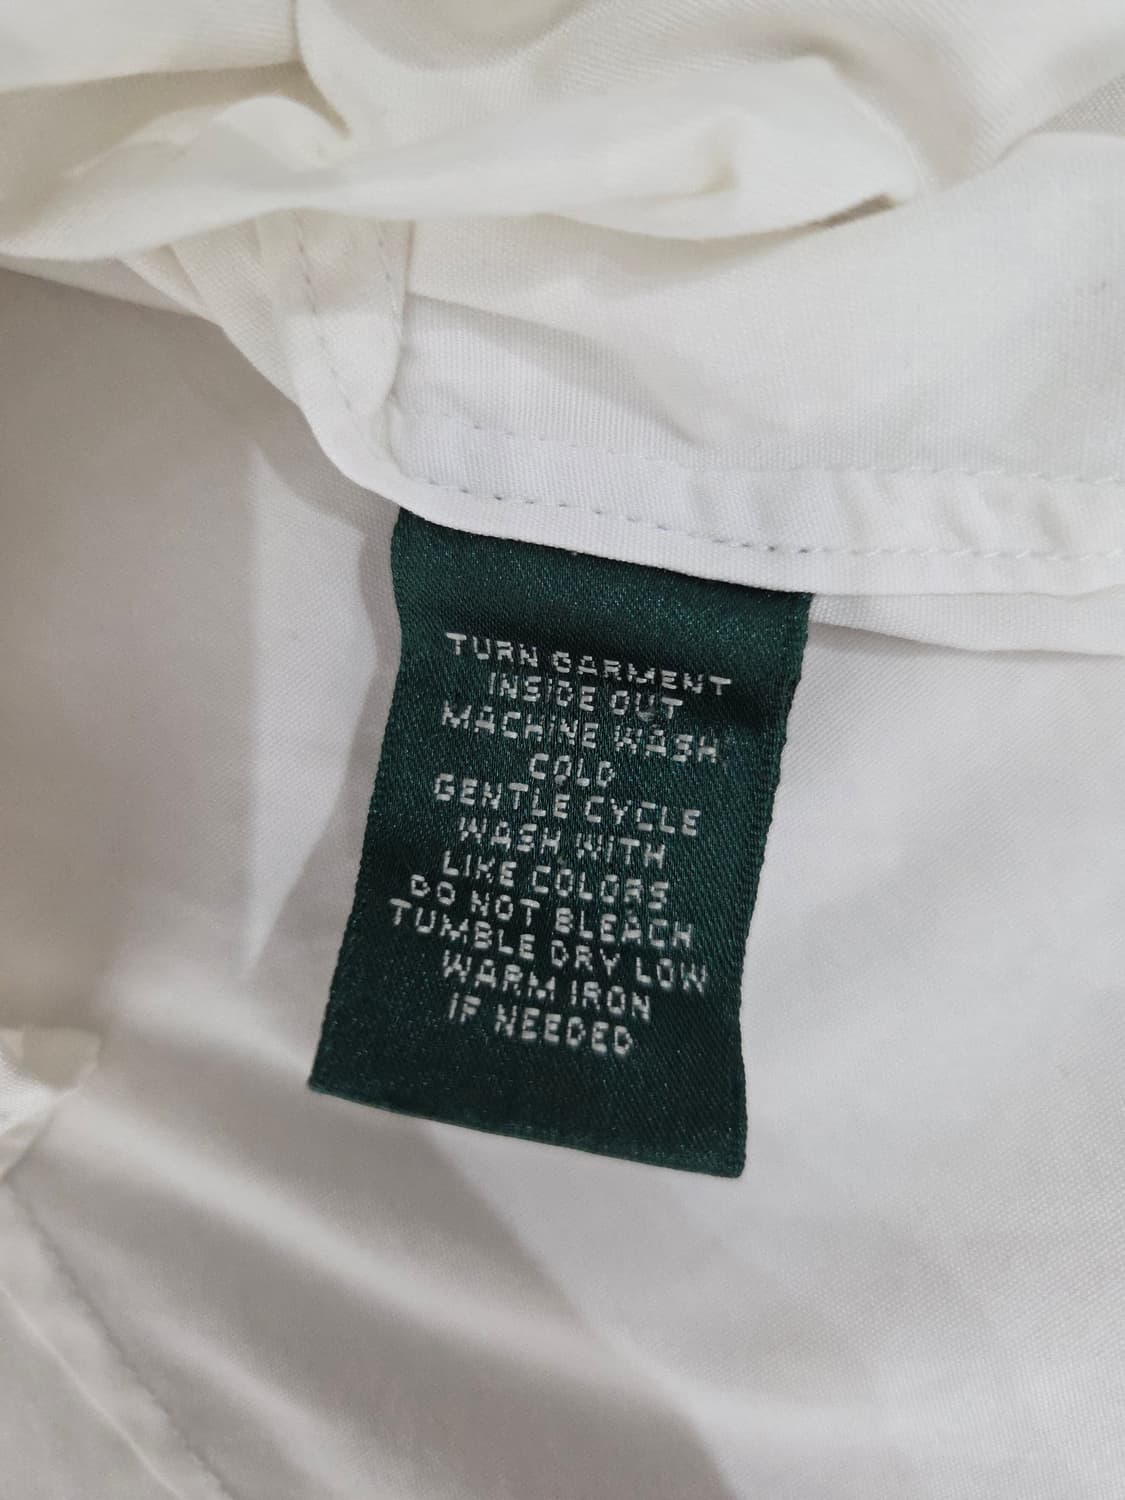 TURN GARMENT
INSIDE OUT
MACHINE WASH
COLD
GENTLE CYCLE
WASH WITH
LIKE COLORS
DO NOT BLEACH
TUMBLE DRY LOW
WARM IRON
IF NEEDED